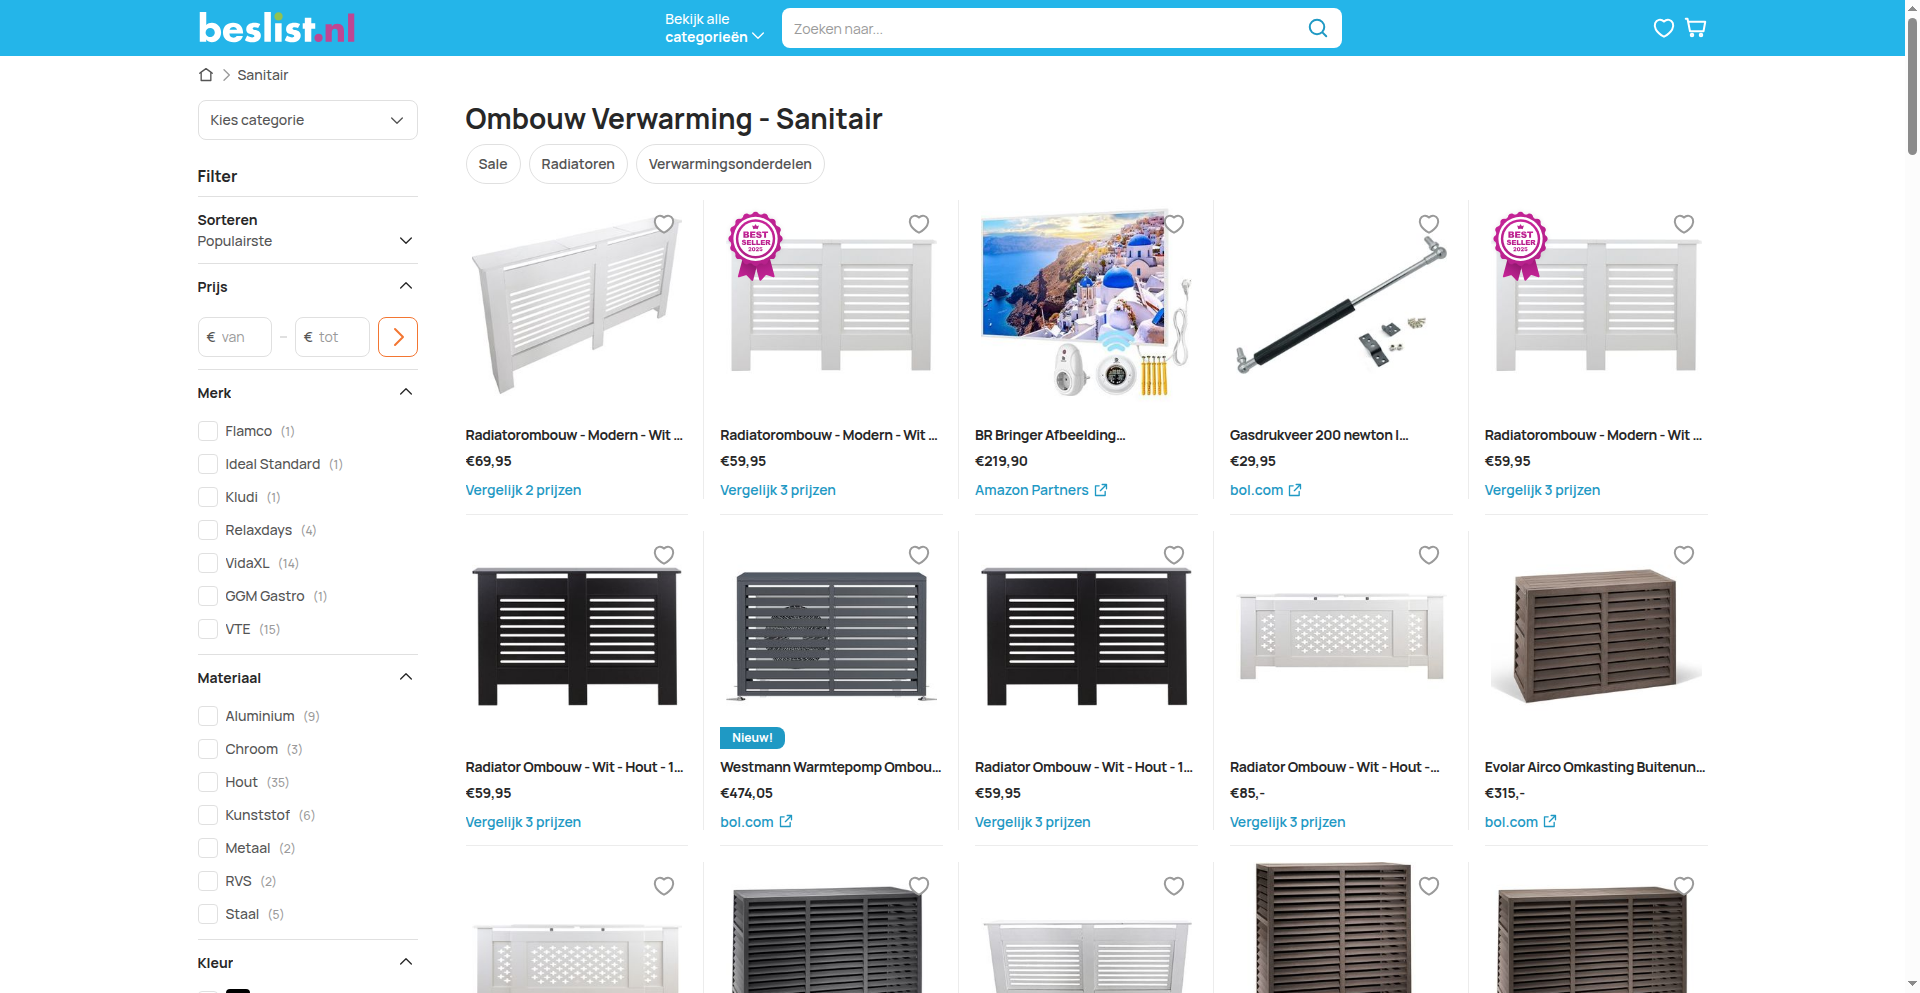 beslist.nl
Bekijk alle
categorieën
Zoeken naar...
Sanitair
Kies categorie
Filter
Sorteren
Populairste
Prijs
€ van
–
€ tot
Merk
Flamco (1)
Ideal Standard (1)
Kludi (1)
Relaxdays (4)
VidaXL (14)
GGM Gastro (1)
VTE (15)
Materiaal
Aluminium (9)
Chroom (3)
Hout (35)
Kunststof (6)
Metaal (2)
RVS (2)
Staal (5)
Kleur
Ombouw Verwarming - Sanitair
Sale
Radiatoren
Verwarmingsonderdelen
Radiatorombouw - Modern - Wit ...
€69,95
Vergelijk 2 prijzen
BEST
SELLER
2025
Radiatorombouw - Modern - Wit ...
€59,95
Vergelijk 3 prijzen
BR Bringer Afbeelding...
€219,90
Amazon Partners
Gasdrukveer 200 newton l...
€29,95
bol.com
BEST
SELLER
2025
Radiatorombouw - Modern - Wit ...
€59,95
Vergelijk 3 prijzen
Radiator Ombouw - Wit - Hout - 1...
€59,95
Vergelijk 3 prijzen
Nieuw!
Westmann Warmtepomp Ombou...
€474,05
bol.com
Radiator Ombouw - Wit - Hout - 1...
€59,95
Vergelijk 3 prijzen
Radiator Ombouw - Wit - Hout -...
€85,-
Vergelijk 3 prijzen
Evolar Airco Omkasting Buitenun...
€315,-
bol.com